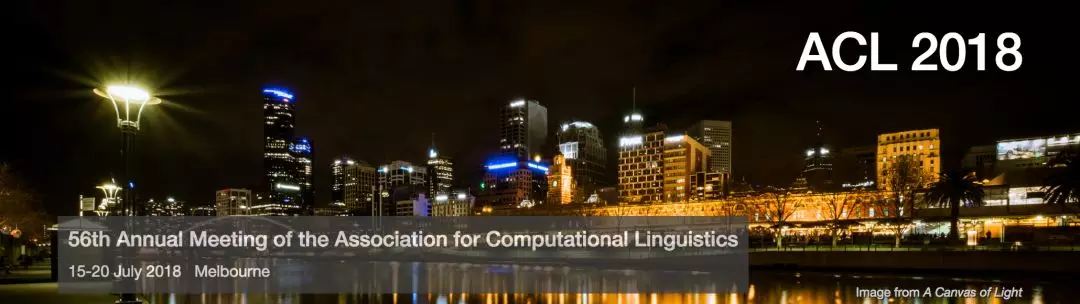 ACL 2018
56th Annual Meeting of the Association for Computational Linguistics
15-20 July 2018 Melbourne
Image from A Canvas of Light